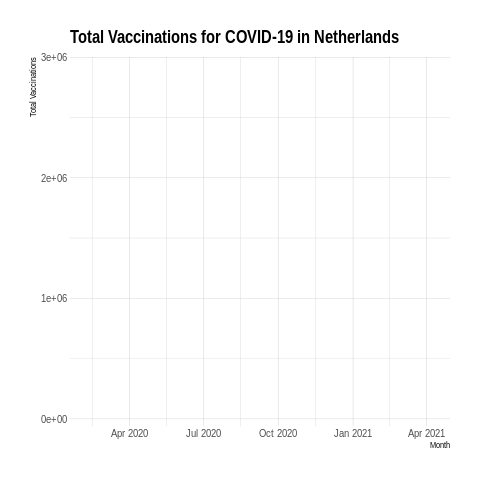 Total Vaccinations for COVID-19 in Netherlands
3e+06
Total Vaccinations
2e+06
1e+06
0e+00
Apr 2020 Jul 2020 Oct 2020 Jan 2021 Apr 2021
Month